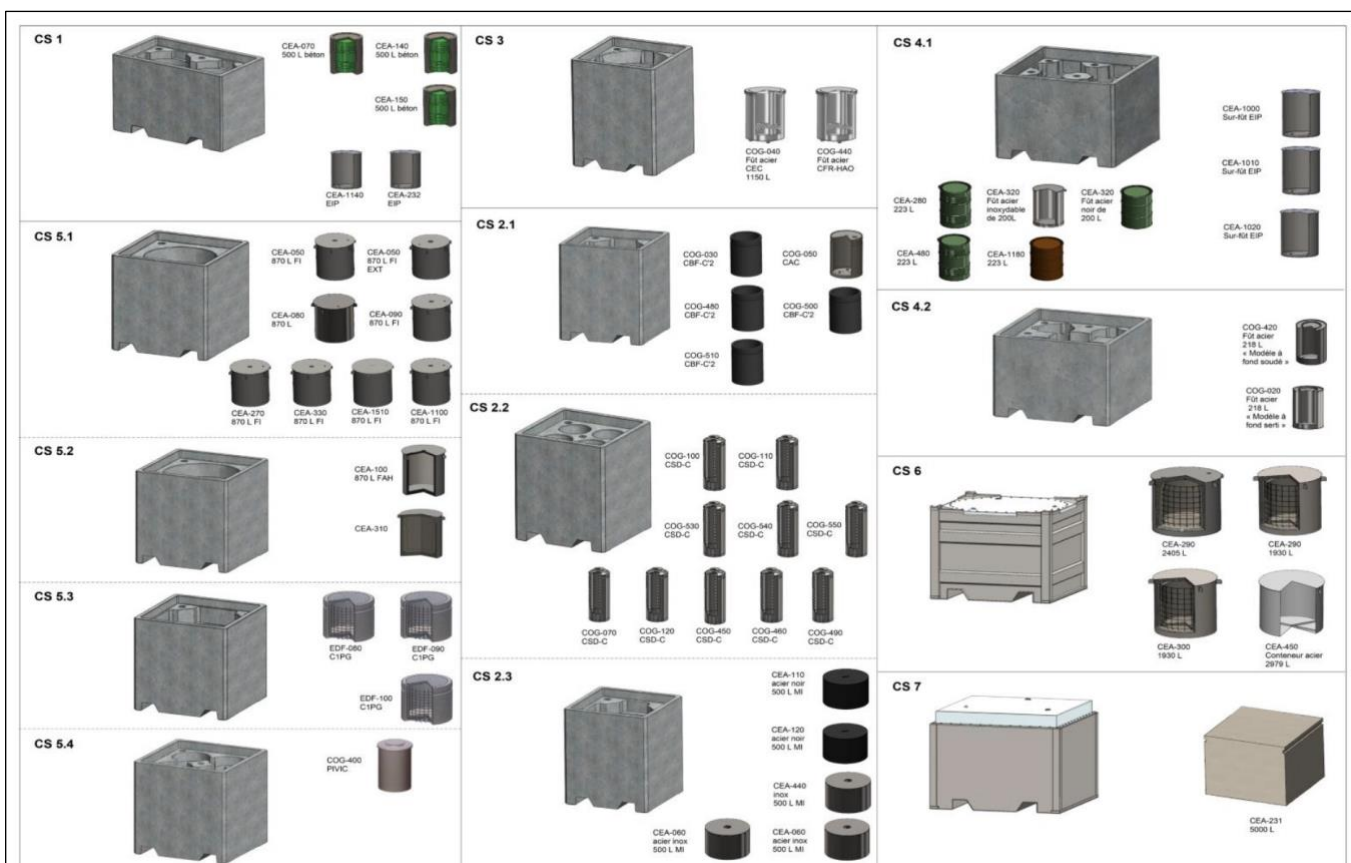 CS 1
CEA-070
500 L béton
CEA-140
500 L béton
CEA-150
500 L béton
CEA-1140
EIP
CEA-232
EIP
CS 5.1
CEA-050
870 L FI
CEA-050
870 L FI
EXT
CEA-080
870 L
CEA-090
870 L FI
CEA-270
870 L FI
CEA-330
870 L FI
CEA-1510
870 L FI
CEA-1100
870 L FI
CS 5.2
CEA-100
870 L FAH
CEA-310
CS 5.3
EDF-080
C1PG
EDF-090
C1PG
EDF-100
C1PG
CS 5.4
COG-400
PIVIC.
CS 3
COG-040
Fût acier
CEC
1150 L
COG-440
Fût acier
CFR-HAO
CS 2.1
COG-030
CBF-C'2
COG-050
CAC
COG-480
CBF-C'2
COG-500
CBF-C'2
COG-510
CBF-C'2
CS 2.2
COG-100
CSD-C
COG-110
CSD-C
COG-530
CSD-C
COG-540
CSD-C
COG-550
CSD-C
COG-070
CSD-C
COG-120
CSD-C
COG-450
CSD-C
COG-460
CSD-C
COG-490
CSD-C
CS 2.3
CEA-110
acier noir
500 L MI
CEA-120
acier noir
500 L MI
CEA-440
inox
500 L MI
CEA-060
acier inox
500 L MI
CEA-060
acier inox
500 L MI
CS 4.1
CEA-1000
Sur-fût EIP
CEA-1010
Sur-fût EIP
CEA-1020
Sur-fût EIP
CEA-280
223 L
CEA-320
Fût acier
inoxydable
de 200L
CEA-320
Fût acier
noir de
200 L
CEA-480
223 L
CEA-1180
223 L
CS 4.2
COG-420
Fût acier
218 L
« Modèle à
fond soudé »
COG-020
Fût acier
218 L
« Modèle à
fond serti »
CS 6
CEA-290
2405 L
CEA-290
1930 L
CEA-300
1930 L
CEA-450
Conteneur acier
2979 L
CS 7
CEA-231
5000 L